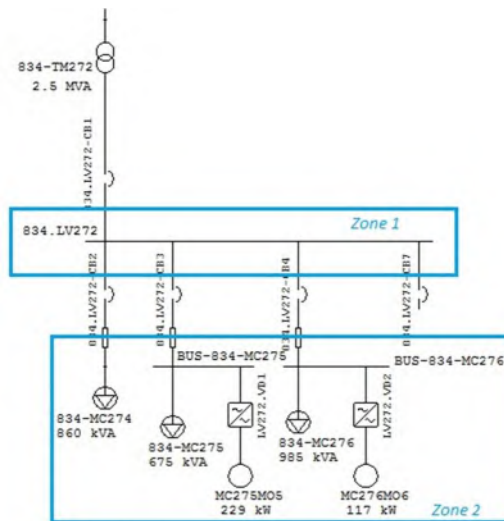 834-TM272
2.5 MVA
834.LV272-CB1
Zone 1
834.LV272
834.LV272-CB2
834.LV272-CB3
834.LV272-CB4
834.LV272-CB7
BUS-834-MC275
BUS-834-MC276
834-MC274
860 kVA
834-MC275
675 kVA
LV272.VD1
834-MC276
985 kVA
LV272.VD2
MC275MO5
229 kW
MC276MO6
117 kW
Zone 2